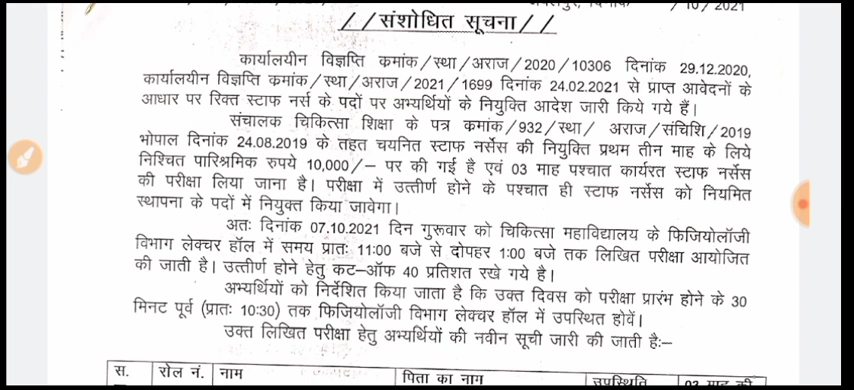 / 10 / 2021
//संशोधित सूचना//
कार्यालयीन विज्ञप्ति क्रमांक/स्था/अराज/2020/10306 दिनांक 29.12.2020,
कार्यालयीन विज्ञप्ति कमांक/स्था/अराज/2021/1699 दिनांक 24.02.2021 से प्राप्त आवेदनों के
आधार पर रिक्त स्टाफ नर्स के पदों पर अभ्यर्थियों के नियुक्ति आदेश जारी किये गये हैं।
संचालक चिकित्सा शिक्षा के पत्र कमांक/932/स्था/ अराज/संचिशि/2019
भोपाल दिनांक 24.08.2019 के तहत चयनित स्टाफ नर्सेस की नियुक्ति प्रथम तीन माह के लिये
निश्चित पारिश्रमिक रुपये 10,000/– पर की गई है एवं 03 माह पश्चात कार्यरत स्टाफ नर्सेस
की परीक्षा लिया जाना है। परीक्षा में उत्तीर्ण होने के पश्चात ही स्टाफ नर्सेस को नियमित
स्थापना के पदों में नियुक्त किया जावेगा।
अतः दिनांक 07.10.2021 दिन गुरूवार को चिकित्सा महाविद्यालय के फिजियोलॉजी
विभाग लेक्चर हॉल में समय प्रातः 11:00 बजे से दोपहर 1:00 बजे तक लिखित परीक्षा आयोजित
की जाती है। उत्तीर्ण होने हेतु कट–ऑफ 40 प्रतिशत रखे गये है।
अभ्यर्थियों को निर्देशित किया जाता है कि उक्त दिवस को परीक्षा प्रारंभ होने के 30
मिनट पूर्व (प्रातः 10:30) तक फिजियोलॉजी विभाग लेक्चर हॉल में उपस्थित होवें।
उक्त लिखित परीक्षा हेतु अभ्यर्थियों की नवीन सूची जारी की जाती हैः–
स. रोल नं. नाम पिता का नाम उपस्थिति 03 माह की